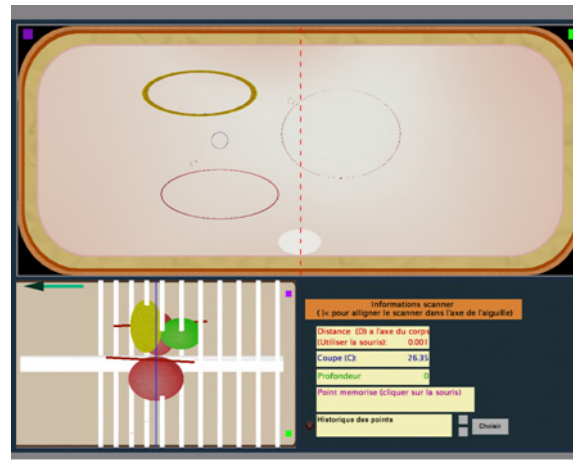 Informations scanner
( |< pour alligner le scanner dans l'axe de l'aiguille)
Distance (D) a l'axe du corps
(Utiliser la souris): 0.001
Coupe (C): 26.35
Profondeur 0
Point memorise (cliquer sur la souris)
Historique des points
Choisir